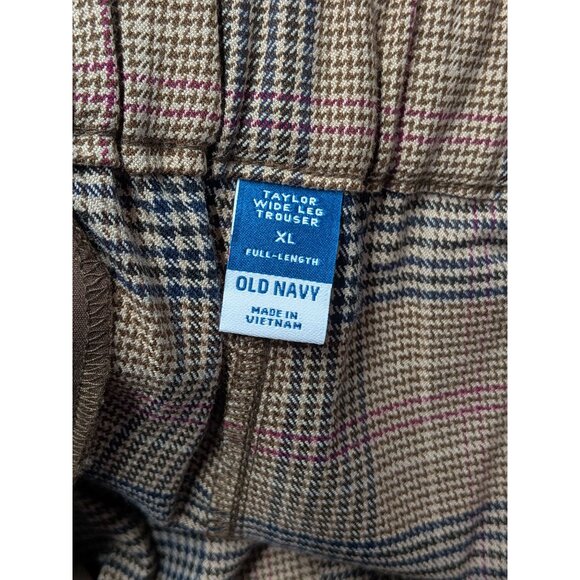 TAYLOR
WIDE LEG
TROUSER
XL
FULL-LENGTH
OLD NAVY
MADE IN
VIETNAM